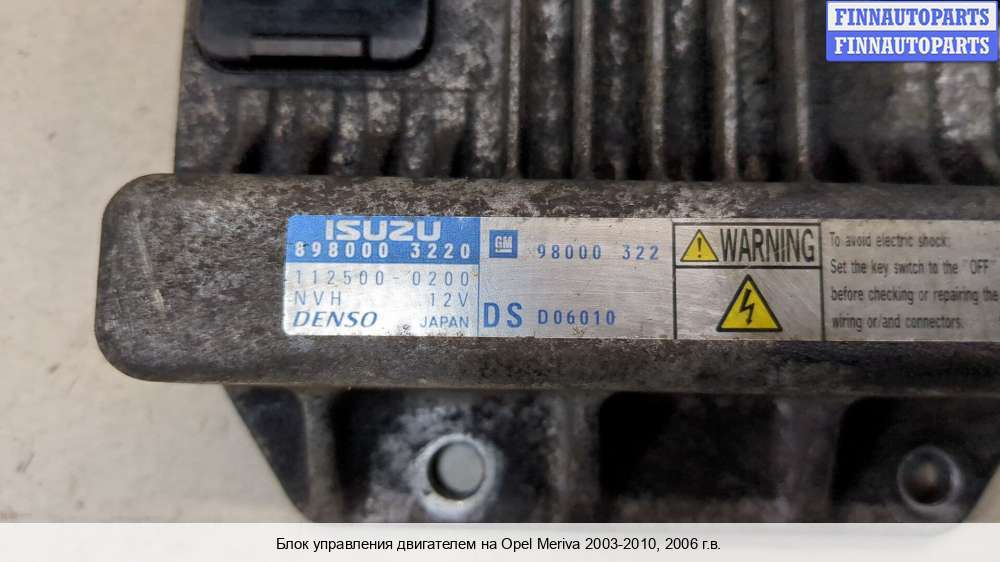 FINNAUTOPARTS
FINNAUTOPARTS
ISUZU
898000 3220
112500-0200
NVH 12V
DENSO JAPAN
GM 98000 322
DS D06010
WARNING
To avoid electric shock;
Set the key switch to the "OFF"
before checking or repairing the
wiring or/and connectors.
Блок управления двигателем на Opel Meriva 2003-2010, 2006 г.в.